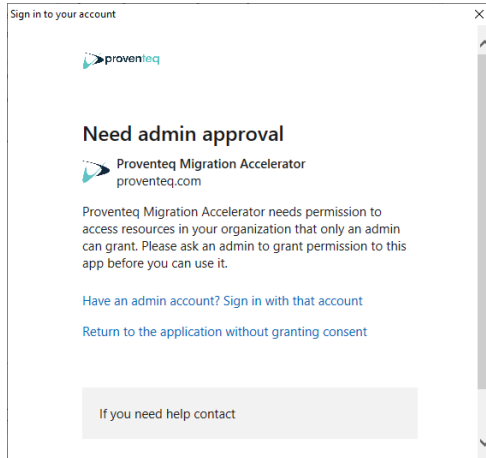 Sign in to your account
proventeq
Need admin approval
Proventeq Migration Accelerator
proventeq.com
Proventeq Migration Accelerator needs permission to
access resources in your organization that only an admin
can grant. Please ask an admin to grant permission to this
app before you can use it.
Have an admin account? Sign in with that account
Return to the application without granting consent
If you need help contact